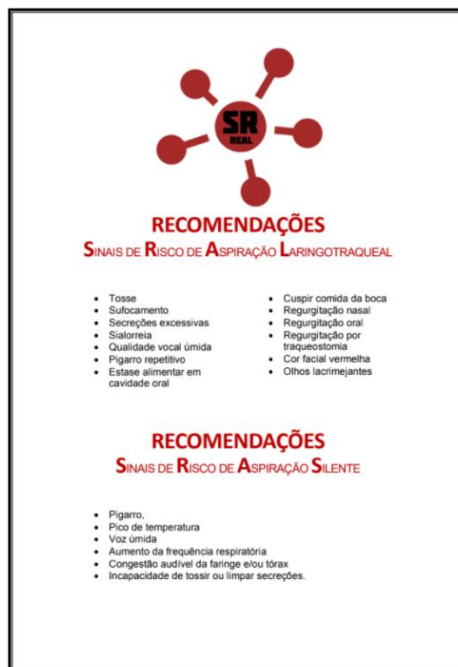 SR
REAL
RECOMENDAÇÕES
SINAIS DE RISCO DE ASPIRAÇÃO LARINGOTRAQUEAL
• Tosse
• Sufocamento
• Secreções excessivas
• Sialorreia
• Qualidade vocal úmida
• Pigarro repetitivo
• Estase alimentar em
cavidade oral
• Cuspir comida da boca
• Regurgitação nasal
• Regurgitação oral
• Regurgitação por
traqueostomia
• Cor facial vermelha
• Olhos lacrimejantes
RECOMENDAÇÕES
SINAIS DE RISCO DE ASPIRAÇÃO SILENTE
• Pigarro,
• Pico de temperatura
• Voz úmida
• Aumento da frequência respiratória
• Congestão audível da faringe e/ou tórax
• Incapacidade de tossir ou limpar secreções.